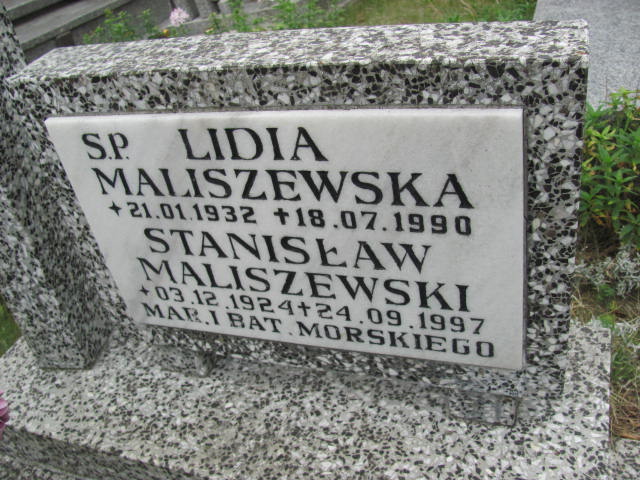 S.P. LIDIA
MALISZEWSKA
+21.01.1932 +18.07.1990
STANISŁAW
MALISZEWSKI
+03.12.1924 +24.09.1997
MAR. I BAT. MORSKIEGO